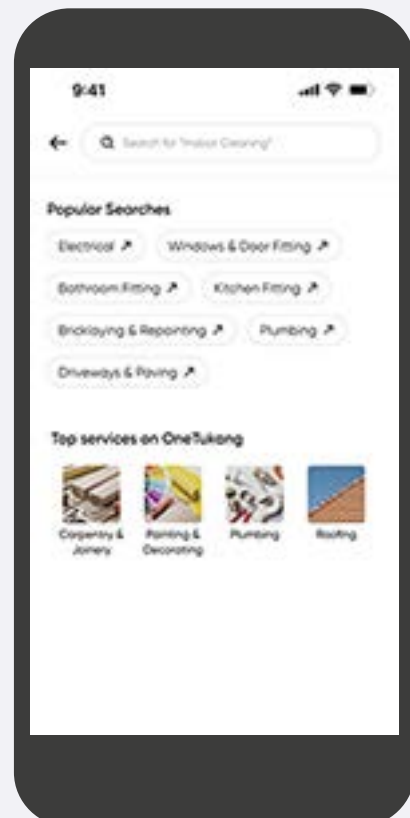 9:41
Search for "Indoor Cleaning"
Popular Searches
Electrical
Windows & Door Fitting
Bathroom Fitting
Kitchen Fitting
Bricklaying & Repointing
Plumbing
Driveways & Paving
Top services on OneTukang
Carpentry &
Joinery
Painting &
Decorating
Plumbing
Roofing